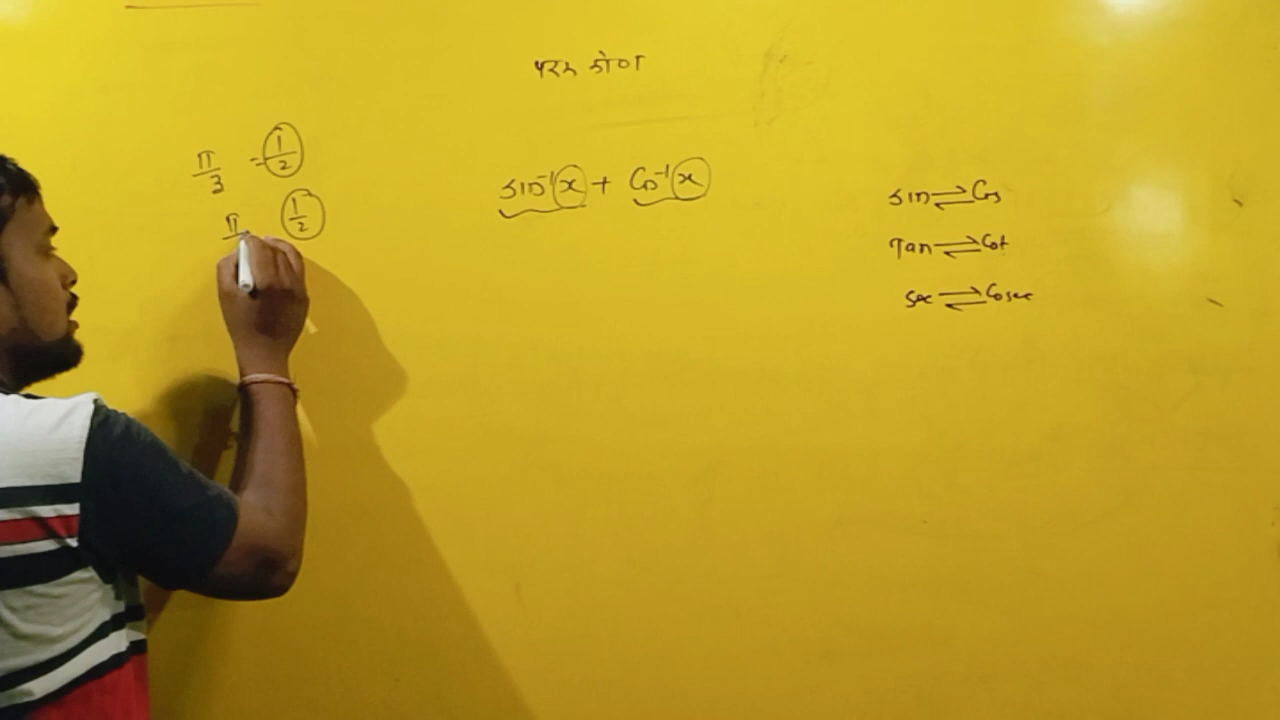 परम कोण
π/3 = 1/2
π 1/2
sin⁻¹(x) + Cos⁻¹(x)
sin ⇌ Cos
Tan ⇌ Cot
sec ⇌ Cosec